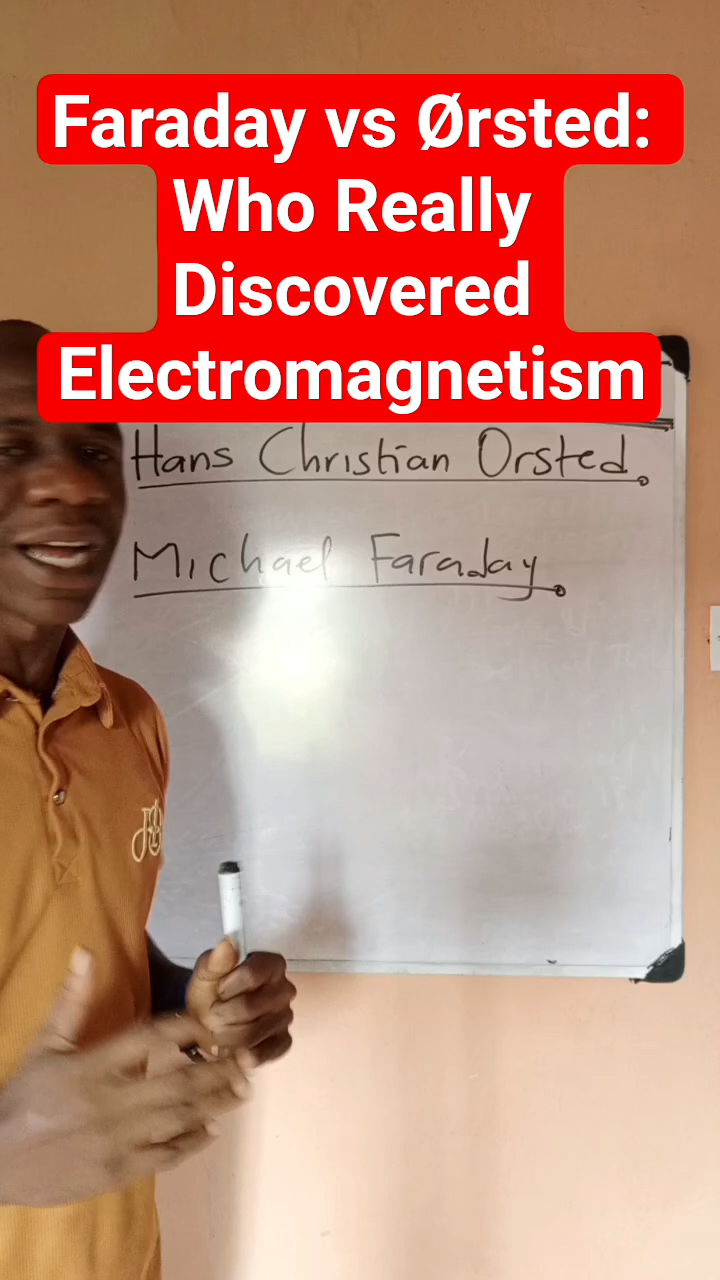 Faraday vs Ørsted:
Who Really
Discovered
Electromagnetism
Hans Christian Orsted.
Michael Faraday.